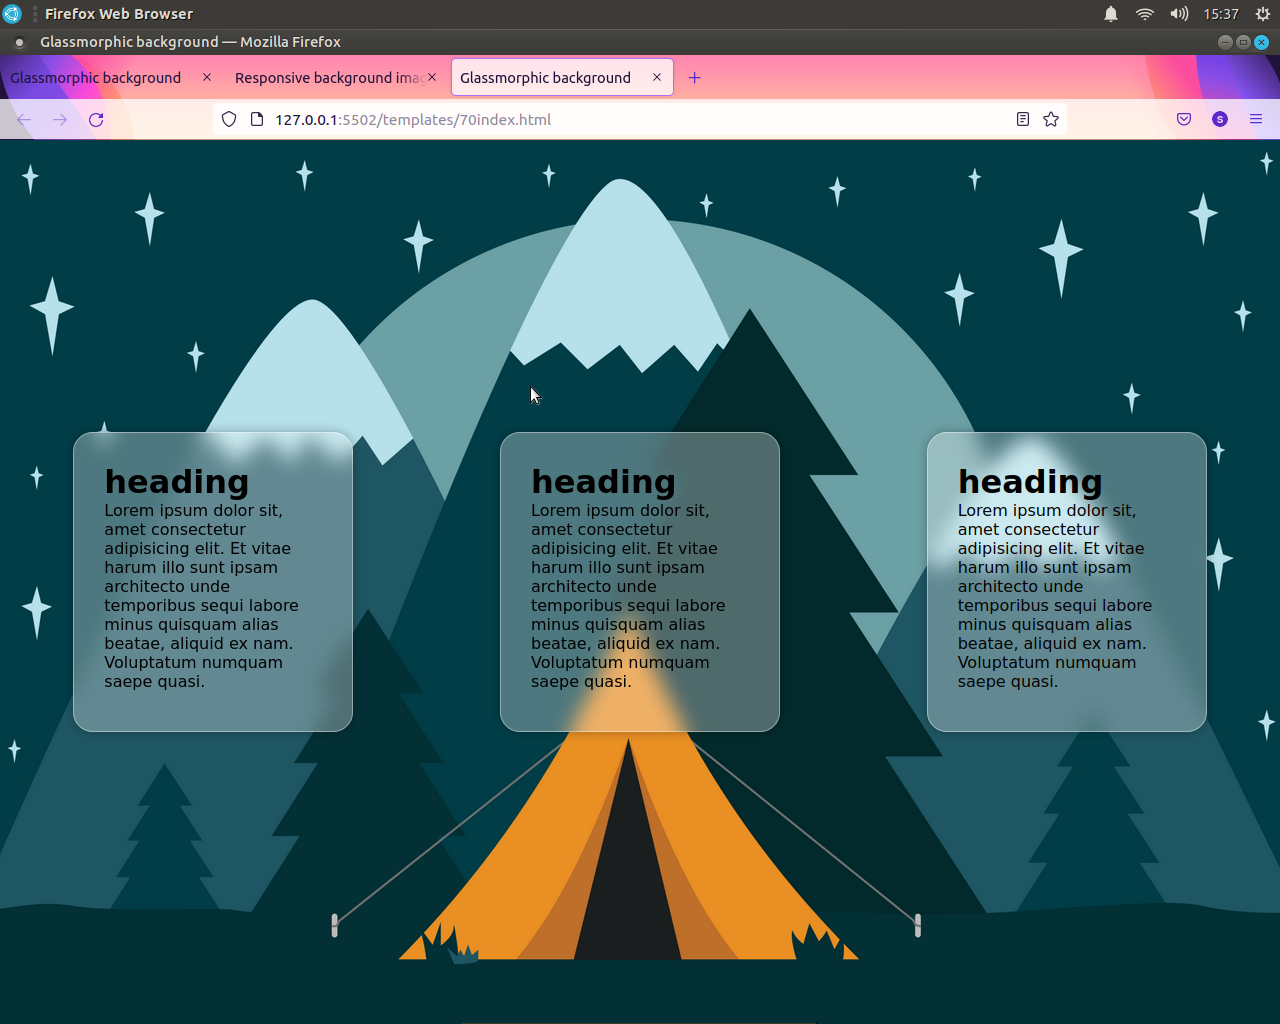 Firefox Web Browser
15:37
Glassmorphic background — Mozilla Firefox
Glassmorphic background
Responsive background imag
Glassmorphic background
127.0.0.1:5502/templates/70index.html
S
heading
Lorem ipsum dolor sit,
amet consectetur
adipisicing elit. Et vitae
harum illo sunt ipsam
architecto unde
temporibus sequi labore
minus quisquam alias
beatae, aliquid ex nam.
Voluptatum numquam
saepe quasi.
heading
Lorem ipsum dolor sit,
amet consectetur
adipisicing elit. Et vitae
harum illo sunt ipsam
architecto unde
temporibus sequi labore
minus quisquam alias
beatae, aliquid ex nam.
Voluptatum numquam
saepe quasi.
heading
Lorem ipsum dolor sit,
amet consectetur
adipisicing elit. Et vitae
harum illo sunt ipsam
architecto unde
temporibus sequi labore
minus quisquam alias
beatae, aliquid ex nam.
Voluptatum numquam
saepe quasi.